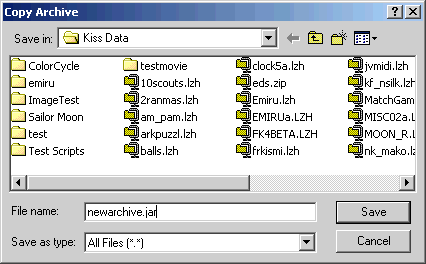 Copy Archive
Save in: Kiss Data
ColorCycle testmovie clock5a.lzh jvmidi.lzh
emiru 10scouts.lzh eds.zip kf_nsilk.lzh
ImageTest 2ranmas.lzh Emiru.lzh MatchGam
Sailor Moon am_pam.lzh EMIRUa.LZH MISC02a.L
test arkpuzzl.lzh FK4BETA.LZH MOON_R.L
Test Scripts balls.lzh frkismi.lzh nk_mako.lz
File name: newarchive.jar Save
Save as type: All Files (*.*) Cancel